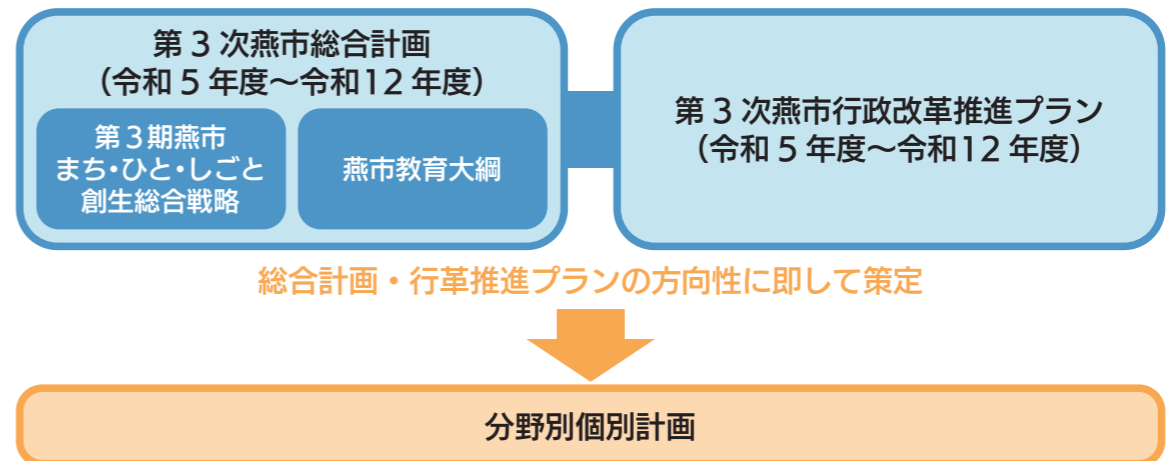 第3次燕市総合計画
（令和5年度～令和12年度）
第3期燕市
まち・ひと・しごと
創生総合戦略
燕市教育大綱
第3次燕市行政改革推進プラン
（令和5年度～令和12年度）
総合計画・行革推進プランの方向性に即して策定
分野別個別計画